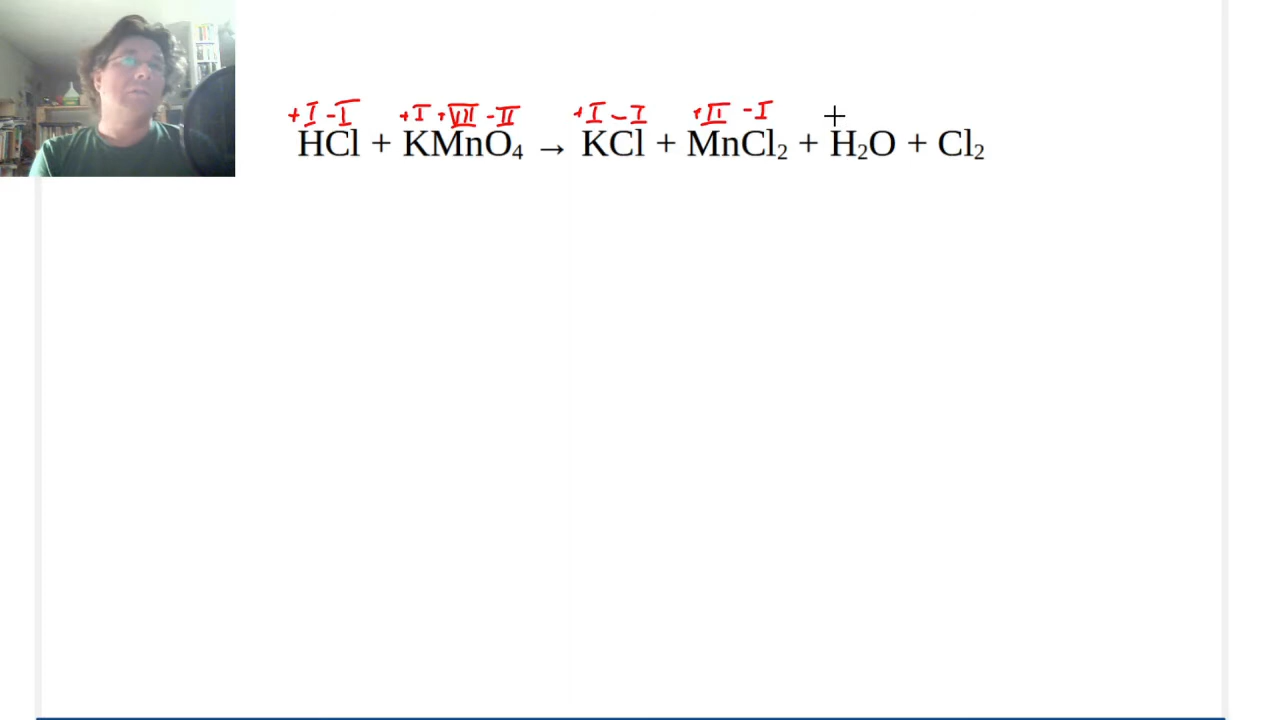 +I -I +I +VII -II +I -I +II -I
HCl + KMnO₄ → KCl + MnCl₂ + H₂O + Cl₂